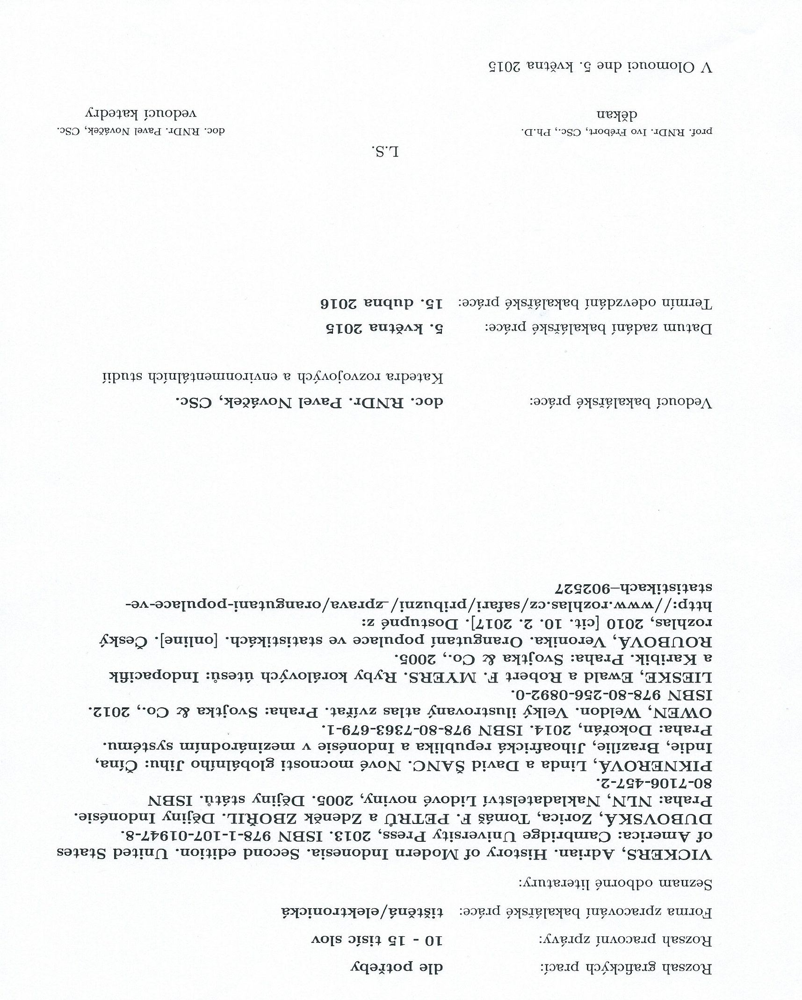 Rozsah grafických prací: dle potřeby
Rozsah pracovní zprávy: 10 - 15 tisíc slov
Forma zpracování bakalářské práce: tištěná/elektronická
Seznam odborné literatury:
VICKERS, Adrian. History of Modern Indonesia. Second edition. United States
of America: Cambridge University Press, 2013. ISBN 978-1-107-01947-8.
DUBOVSKÁ, Zorica, Tomáš F. PETRŮ a Zdeněk ZBOŘIL. Dějiny Indonésie.
Praha: NLN, Nakladatelství Lidové noviny, 2005. Dějiny států. ISBN
80-7106-457-2.
PIKNEROVÁ, Linda a David ŠANC. Nové mocnosti globálního Jihu: Čína,
Indie, Brazílie, Jihoafrická republika a Indonésie v mezinárodním systému.
Praha: Dokořán, 2014. ISBN 978-80-7363-679-1.
OWEN, Weldon. Velký ilustrovaný atlas zvířat. Praha: Svojtka & Co., 2012.
ISBN 978-80-256-0892-0.
LIESKE, Ewald a Robert F. MYERS. Ryby korálových útesů: Indopacifik
a Karibik. Praha: Svojtka & Co., 2005.
ROUBOVÁ, Veronika. Orangutani populace ve statistikách. [online]. Český
rozhlas, 2010 [cit. 10. 2. 2017]. Dostupné z:
http://www.rozhlas.cz/safari/pribuzni/_zprava/orangutani-populace-ve-
statistikach–902527
Vedoucí bakalářské práce: doc. RNDr. Pavel Nováček, CSc.
Katedra rozvojových a environmentálních studií
Datum zadání bakalářské práce: 5. května 2015
Termín odevzdání bakalářské práce: 15. dubna 2016
L.S.
prof. RNDr. Ivo Frébort, CSc., Ph.D. doc. RNDr. Pavel Nováček, CSc.
děkan vedoucí katedry
V Olomouci dne 5. května 2015